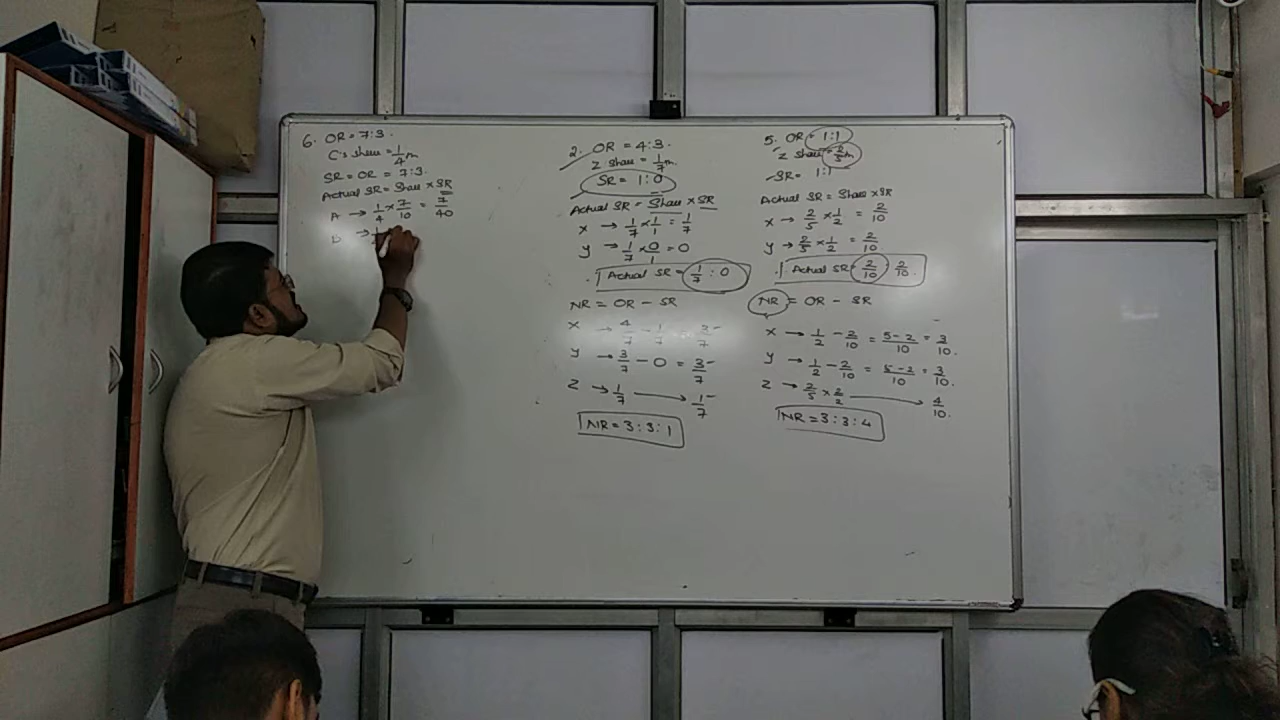 6. OR = 7:3.
C's share = 1/4 m
SR = OR = 7:3.
Actual SR = Share × SR
A → 1/4 × 7/10 = 7/40
2. OR = 4:3.
Z share = 1/7 m.
SR = 1:0
Actual SR = Share × SR
x → 1/7 × 1/1 = 1/7
y → 1/7 × 0/1 = 0
Actual SR = 1/7 : 0
NR = OR - SR
x → 4/7 - 1/7 = 3/7
y → 3/7 - 0 = 3/7
Z → 1/7 → 1/7
NR = 3:3:1
5. OR = 1:1
Z share = 2/5 m
SR = 1:1
Actual SR = Share × SR
x → 2/5 × 1/2 = 2/10
y → 2/5 × 1/2 = 2/10
Actual SR = 2/10 : 2/10.
NR = OR - SR
x → 1/2 - 2/10 = 5-2/10 = 3/10.
y → 1/2 - 2/10 = 5-2/10 = 3/10.
Z → 2/5 × 2/2 → 4/10.
NR = 3:3:4